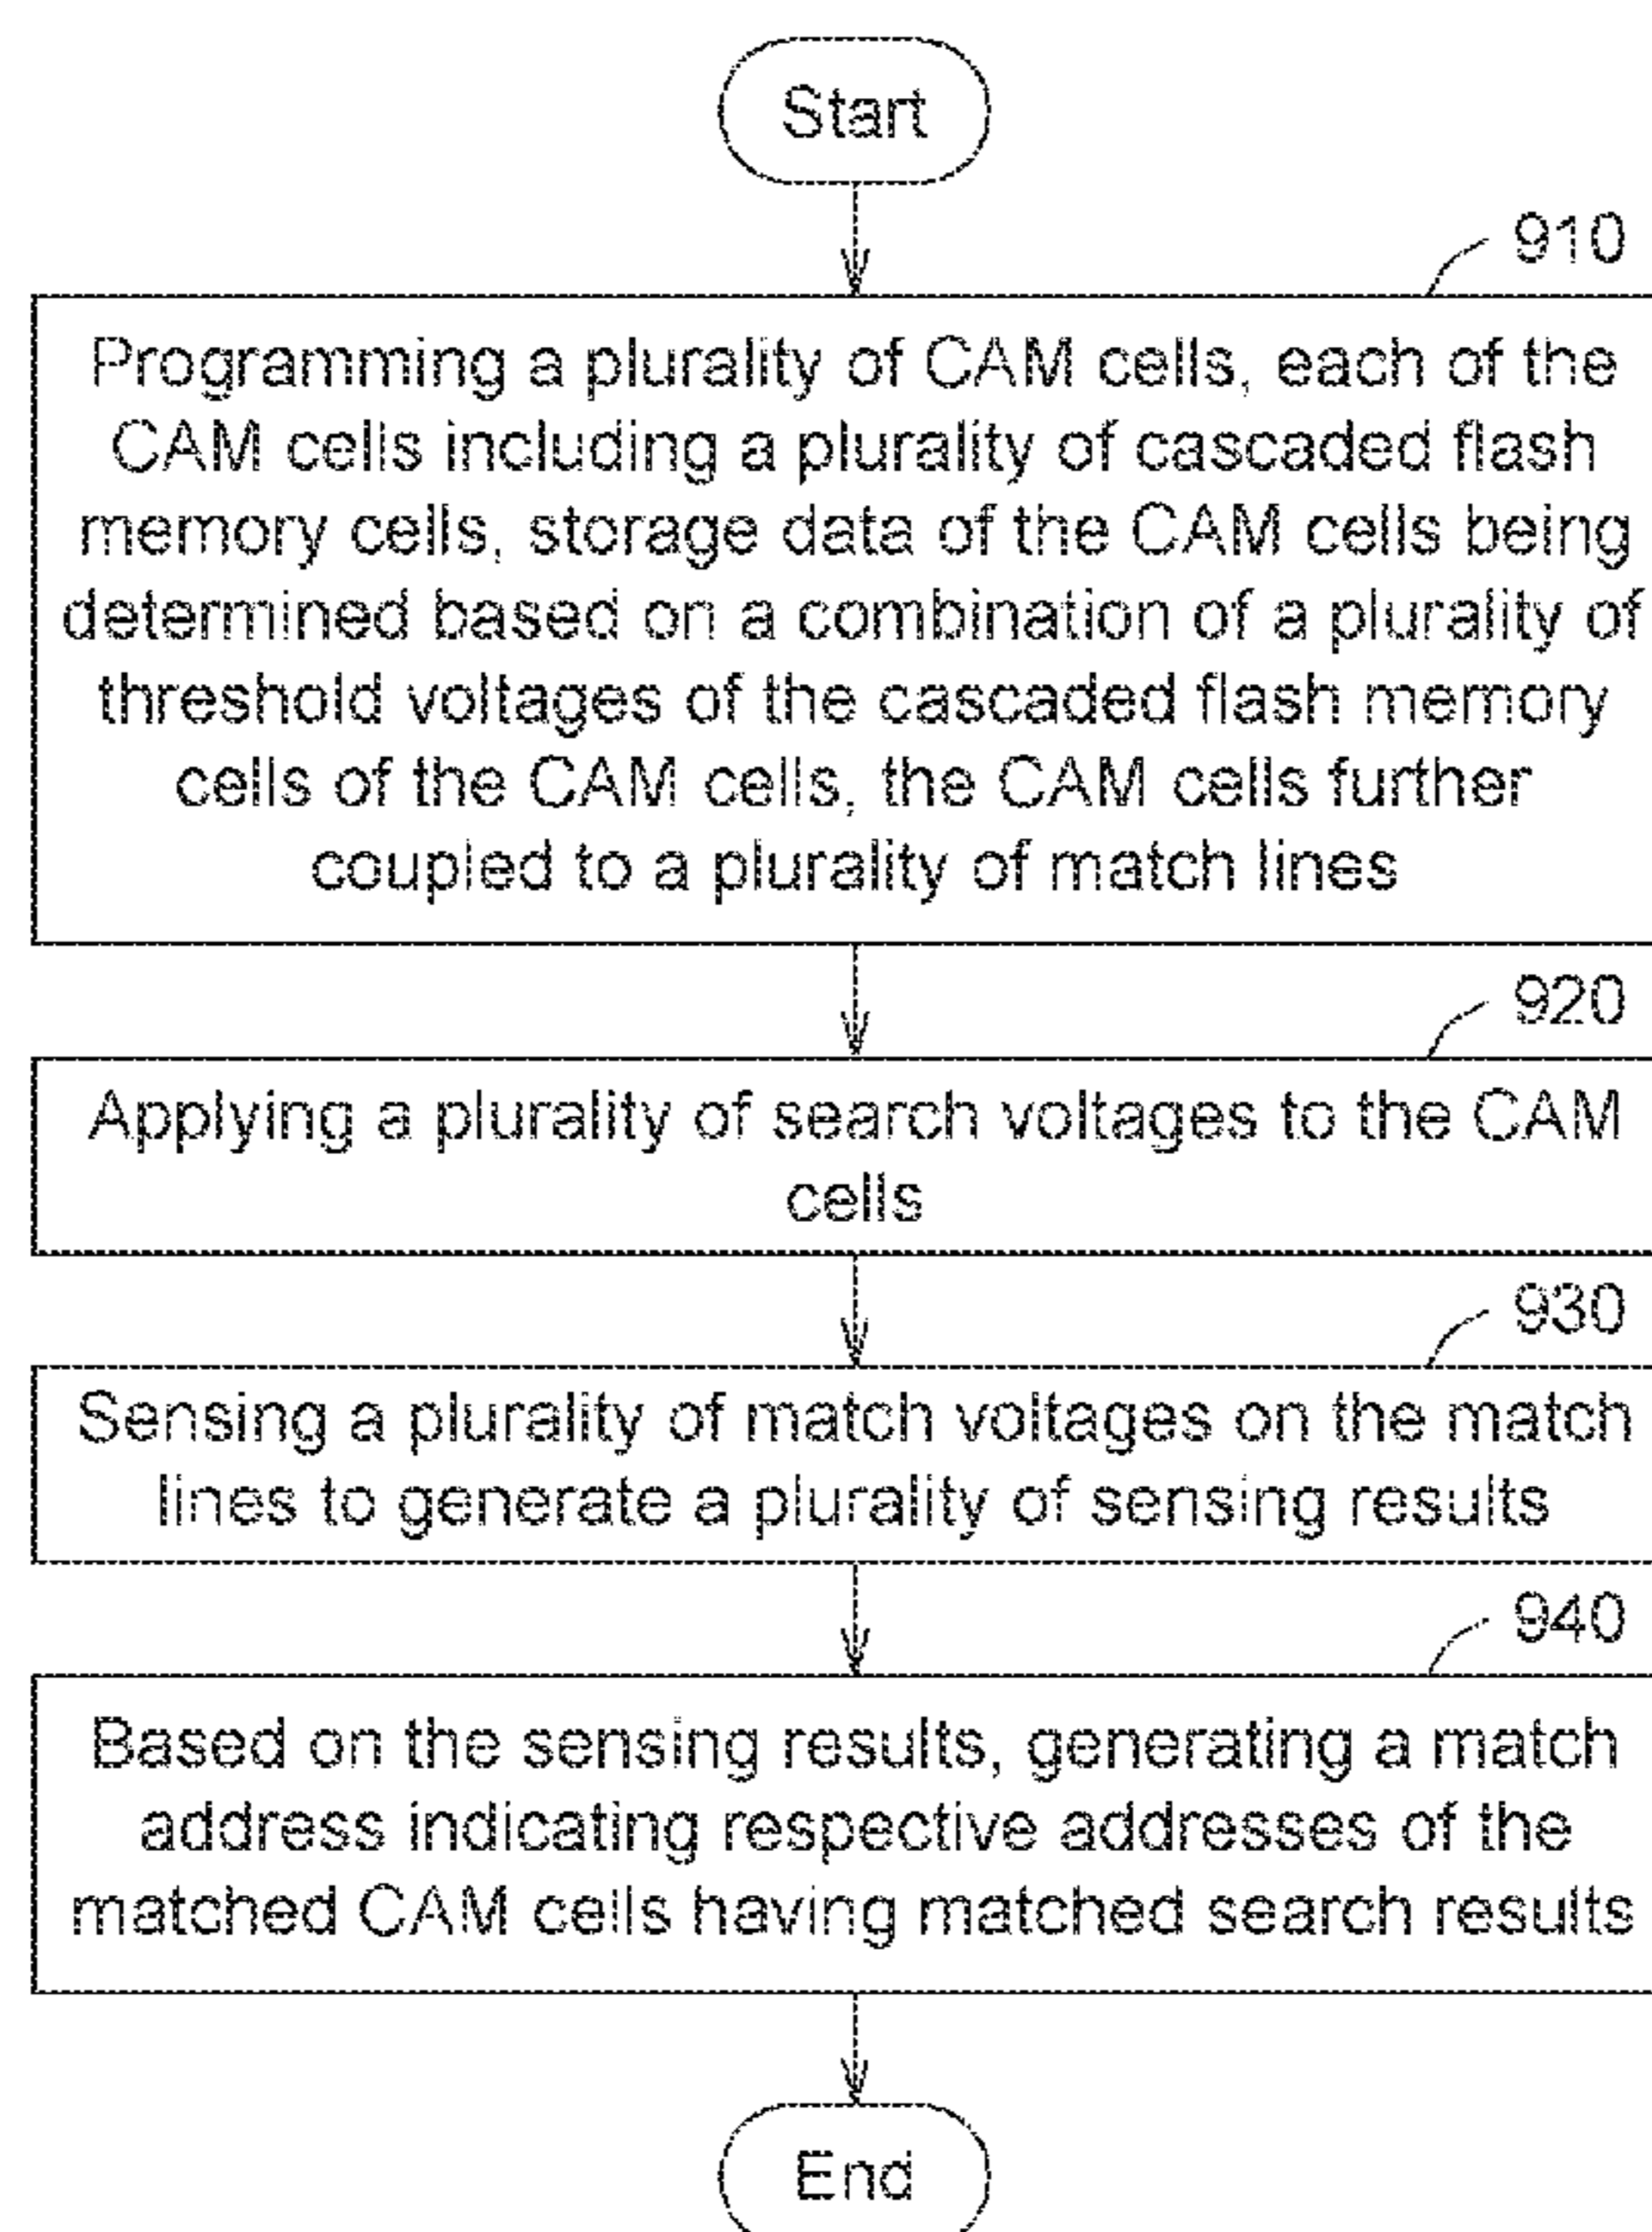 Start
910
Programming a plurality of CAM cells, each of the
CAM cells including a plurality of cascaded flash
memory cells, storage data of the CAM cells being
determined based on a combination of a plurality of
threshold voltages of the cascaded flash memory
cells of the CAM cells, the CAM cells further
coupled to a plurality of match lines
920
Applying a plurality of search voltages to the CAM
cells
930
Sensing a plurality of match voltages on the match
lines to generate a plurality of sensing results
940
Based on the sensing results, generating a match
address indicating respective addresses of the
matched CAM cells having matched search results
End